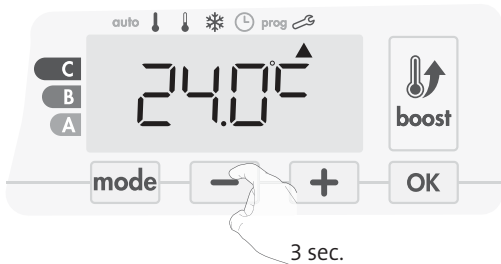 auto prog
C
24.0°C
B
A
boost
mode − + OK
3 sec.